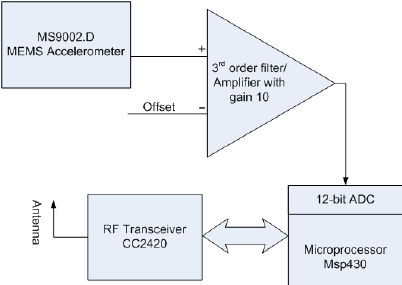 MS9002.D
MEMS Accelerometer
+
3rd order filter/
Amplifier with
gain 10
Offset
–
12-bit ADC
Microprocessor
Msp430
RF Transceiver
CC2420
Antenna